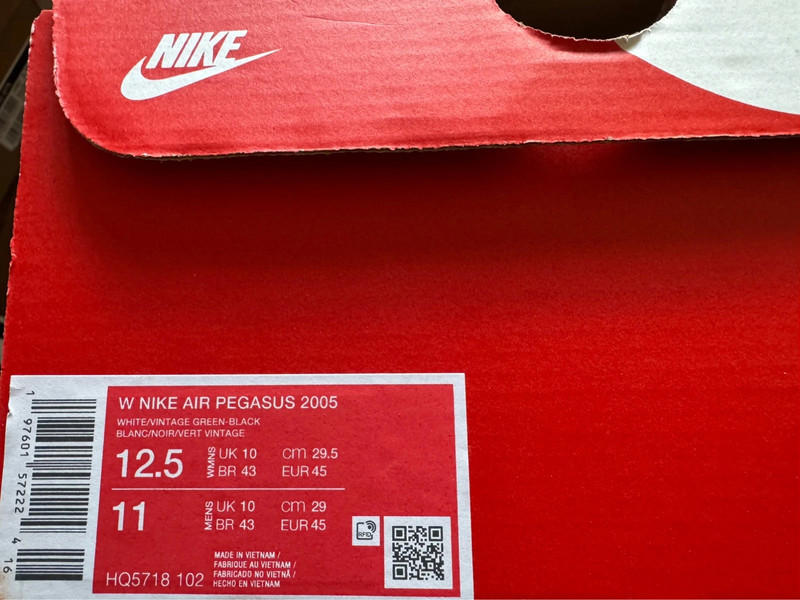 NIKE
W NIKE AIR PEGASUS 2005
WHITE/VINTAGE GREEN-BLACK
BLANC/NOIR/VERT VINTAGE
12.5 WMNS UK 10 CM 29.5
BR 43 EUR 45
11 MENS UK 10 CM 29
BR 43 EUR 45
RFID
MADE IN VIETNAM /
FABRIQUE AU VIETNAM /
FABRICADO NO VIETNÃ /
HECHO EN VIETNAM
HQ5718 102
1 97601 57222 4 16